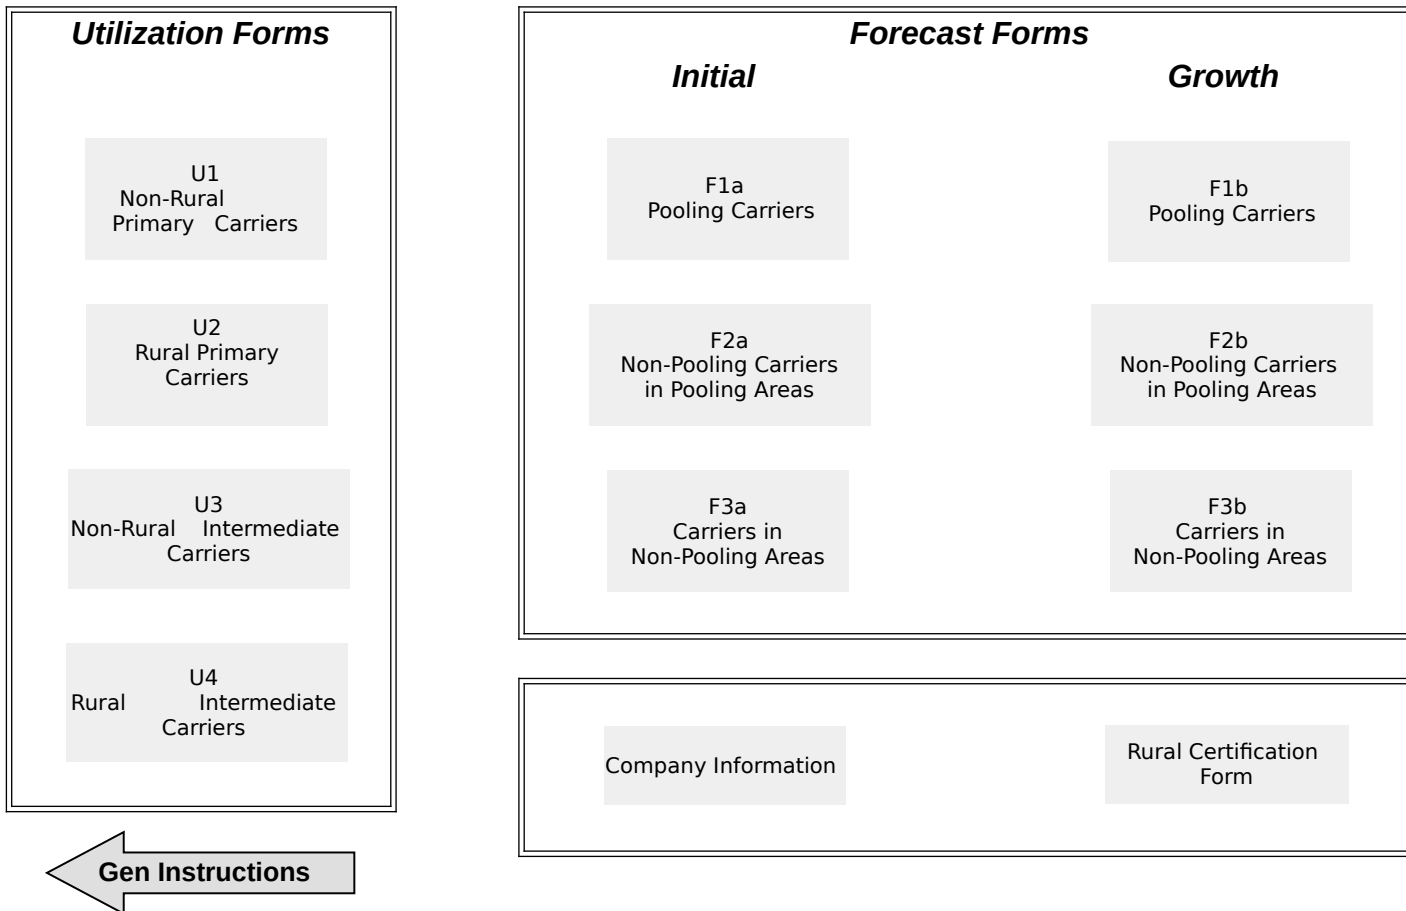 Utilization Forms
U1
Non-Rural
Primary Carriers
U2
Rural Primary
Carriers
U3
Non-Rural Intermediate
Carriers
U4
Rural Intermediate
Carriers
Gen Instructions
Forecast Forms
Initial
Growth
F1a
Pooling Carriers
F1b
Pooling Carriers
F2a
Non-Pooling Carriers
in Pooling Areas
F2b
Non-Pooling Carriers
in Pooling Areas
F3a
Carriers in
Non-Pooling Areas
F3b
Carriers in
Non-Pooling Areas
Company Information
Rural Certification
Form